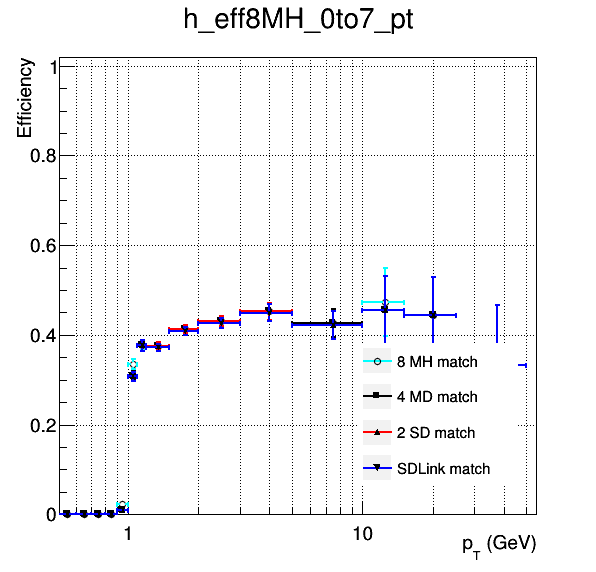 h_eff8MH_0to7_pt
Efficiency
1
0.8
0.6
0.4
0.2
0
8 MH match
4 MD match
2 SD match
SDLink match
1
10
p_T (GeV)